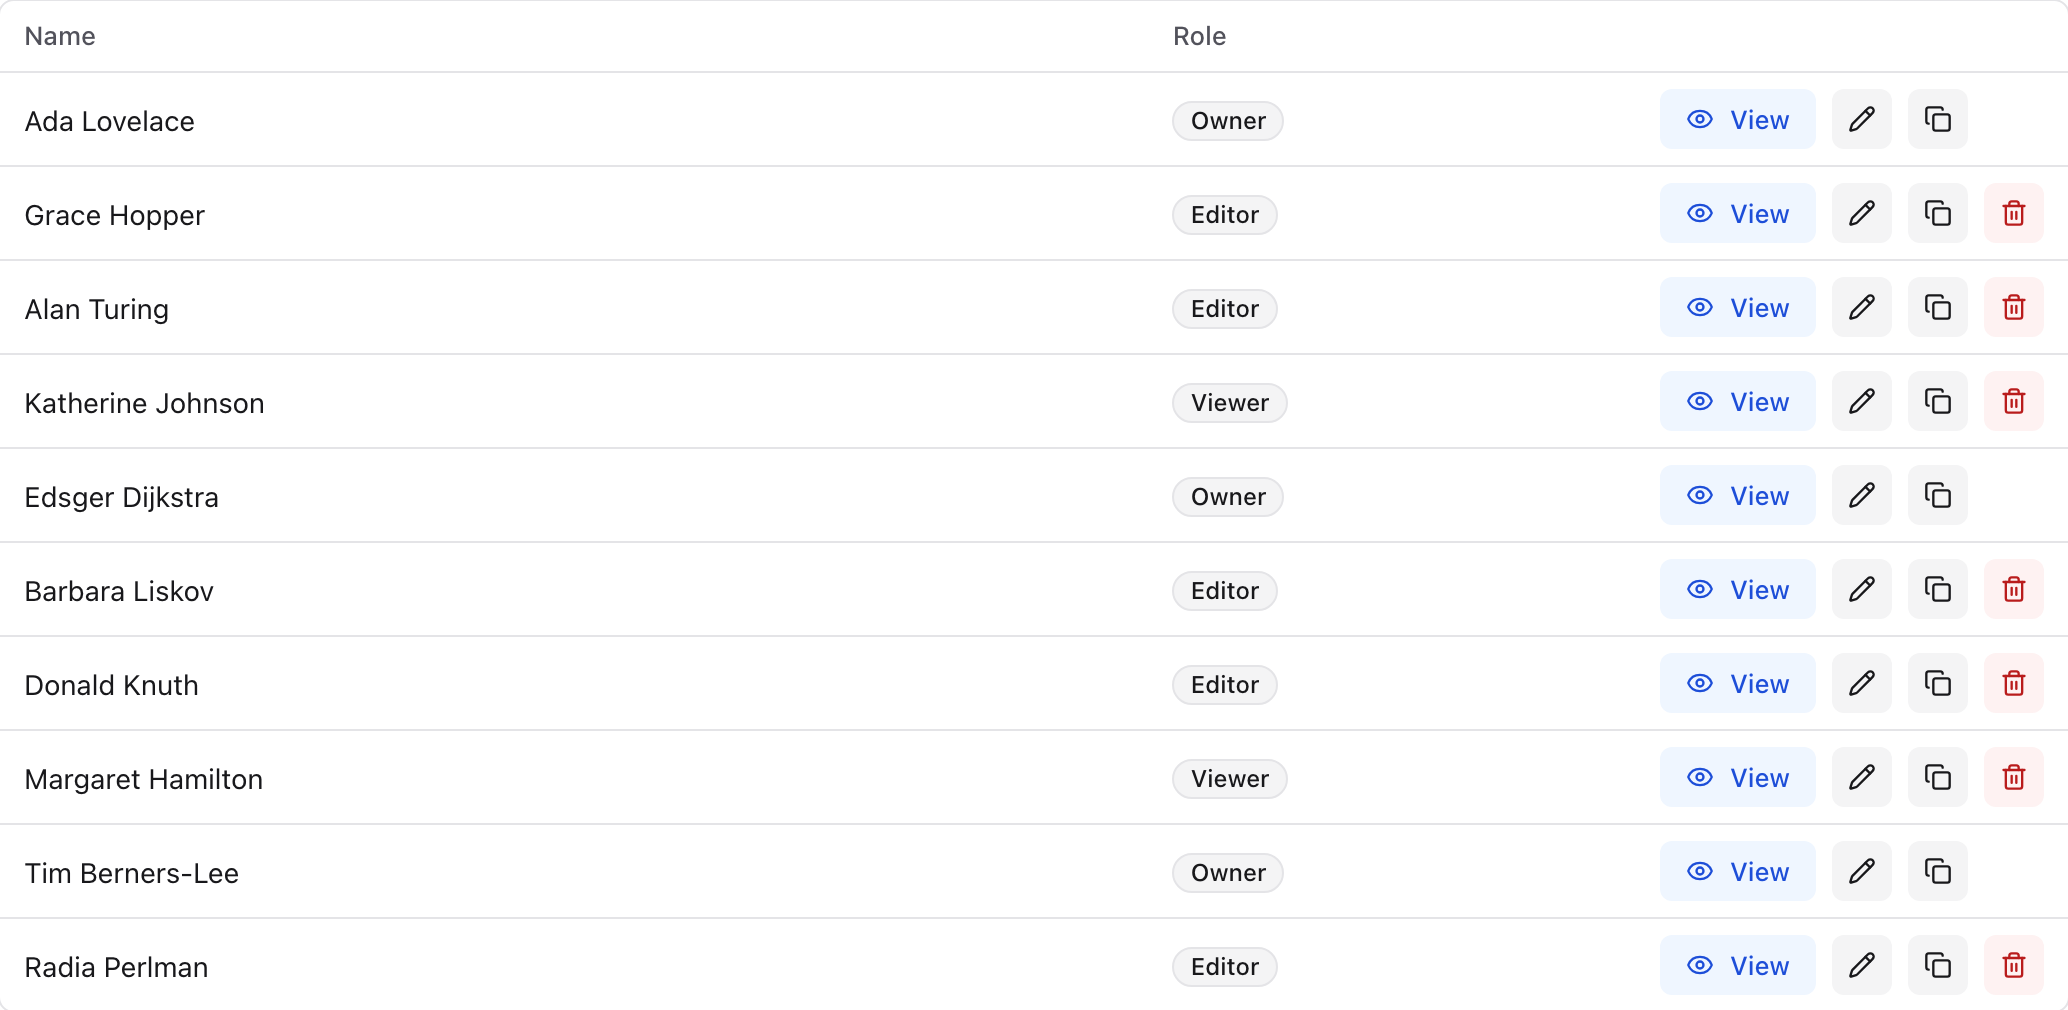 Name Role
Ada Lovelace Owner View
Grace Hopper Editor View
Alan Turing Editor View
Katherine Johnson Viewer View
Edsger Dijkstra Owner View
Barbara Liskov Editor View
Donald Knuth Editor View
Margaret Hamilton Viewer View
Tim Berners-Lee Owner View
Radia Perlman Editor View